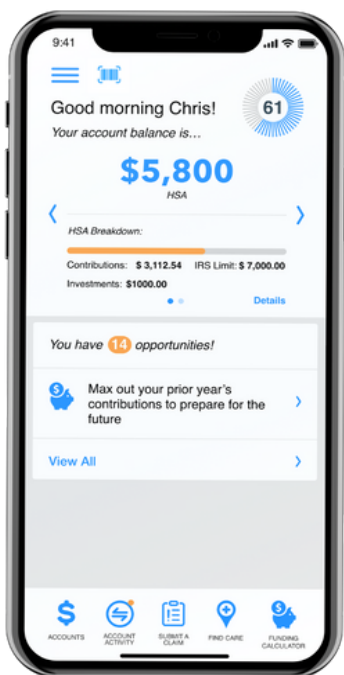 9:41
Good morning Chris!
61
Your account balance is...
$5,800
HSA
HSA Breakdown:
Contributions: $ 3,112.54 IRS Limit: $ 7,000.00
Investments: $1000.00
Details
You have 14 opportunities!
Max out your prior year's
contributions to prepare for the
future
View All
ACCOUNTS
ACCOUNT
ACTIVITY
SUBMIT A
CLAIM
FIND CARE
FUNDING
CALCULATOR